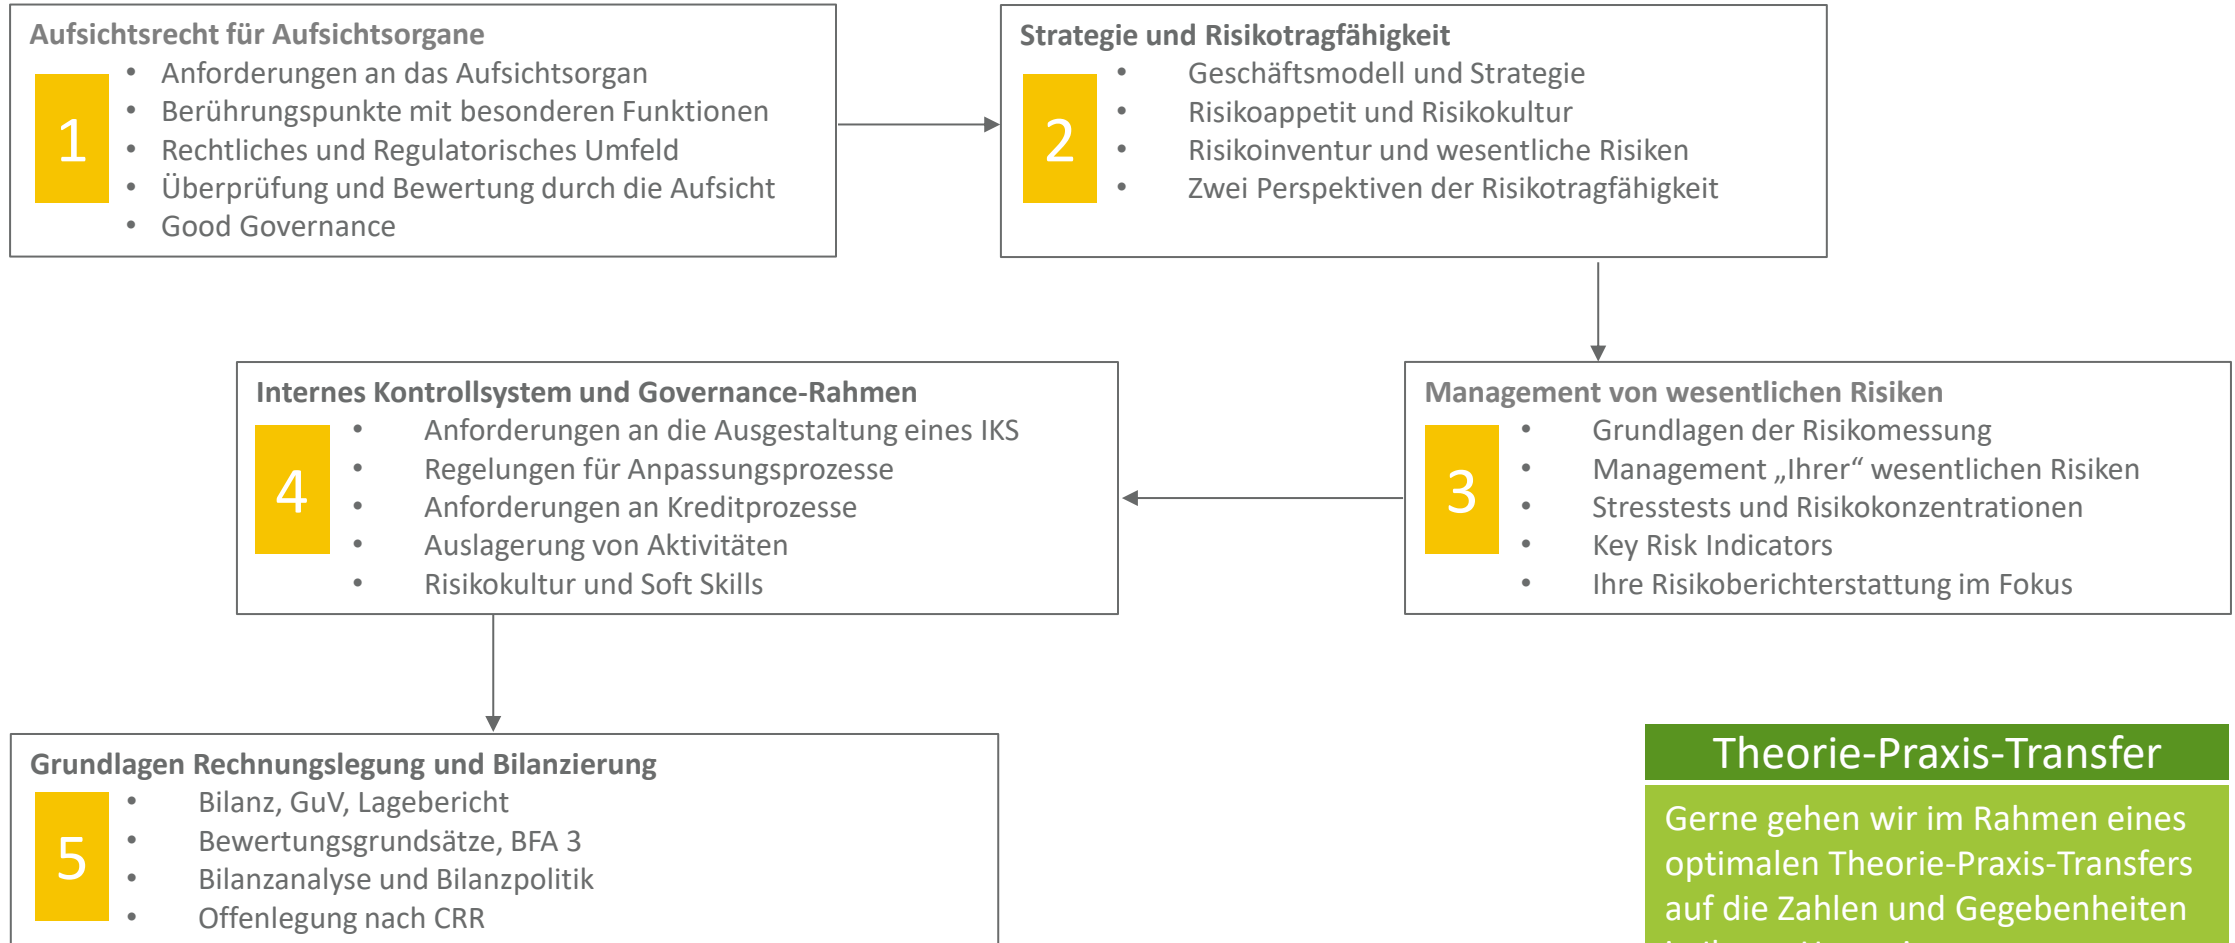 Aufsichtsrecht für Aufsichtsorgane
1
• Anforderungen an das Aufsichtsorgan
• Berührungspunkte mit besonderen Funktionen
• Rechtliches und Regulatorisches Umfeld
• Überprüfung und Bewertung durch die Aufsicht
• Good Governance
Strategie und Risikotragfähigkeit
2
• Geschäftsmodell und Strategie
• Risikoappetit und Risikokultur
• Risikoinventur und wesentliche Risiken
• Zwei Perspektiven der Risikotragfähigkeit
Management von wesentlichen Risiken
3
• Grundlagen der Risikomessung
• Management „Ihrer“ wesentlichen Risiken
• Stresstests und Risikokonzentrationen
• Key Risk Indicators
• Ihre Risikoberichterstattung im Fokus
Internes Kontrollsystem und Governance-Rahmen
4
• Anforderungen an die Ausgestaltung eines IKS
• Regelungen für Anpassungsprozesse
• Anforderungen an Kreditprozesse
• Auslagerung von Aktivitäten
• Risikokultur und Soft Skills
Grundlagen Rechnungslegung und Bilanzierung
5
• Bilanz, GuV, Lagebericht
• Bewertungsgrundsätze, BFA 3
• Bilanzanalyse und Bilanzpolitik
• Offenlegung nach CRR
Theorie-Praxis-Transfer
Gerne gehen wir im Rahmen eines
optimalen Theorie-Praxis-Transfers
auf die Zahlen und Gegebenheiten